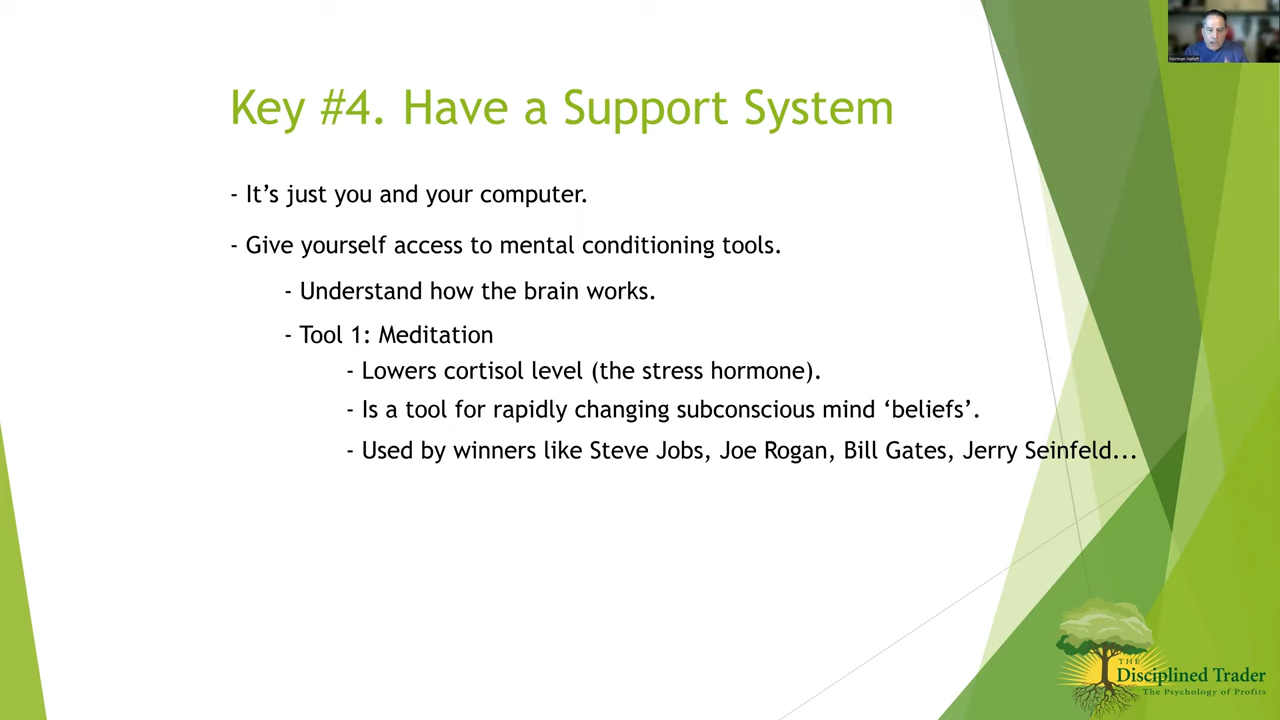 Norman Hallett
Key #4. Have a Support System
- It’s just you and your computer.
- Give yourself access to mental conditioning tools.
- Understand how the brain works.
- Tool 1: Meditation
- Lowers cortisol level (the stress hormone).
- Is a tool for rapidly changing subconscious mind ‘beliefs’.
- Used by winners like Steve Jobs, Joe Rogan, Bill Gates, Jerry Seinfeld...
THE
Disciplined Trader
The Psychology of Profits